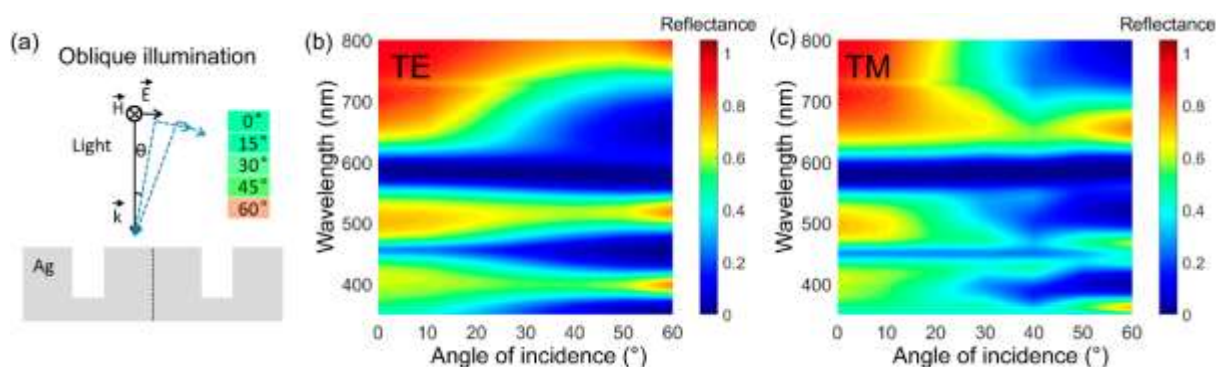 (a)
Oblique illumination
H
E
Light
θ
k
0°
15°
30°
45°
60°
Ag
(b)
Reflectance
TE
Wavelength (nm)
800
700
600
500
400
0 10 20 30 40 50 60
Angle of incidence (°)
1
0.8
0.6
0.4
0.2
0
(c)
Reflectance
TM
Wavelength (nm)
800
700
600
500
400
0 10 20 30 40 50 60
Angle of incidence (°)
1
0.8
0.6
0.4
0.2
0